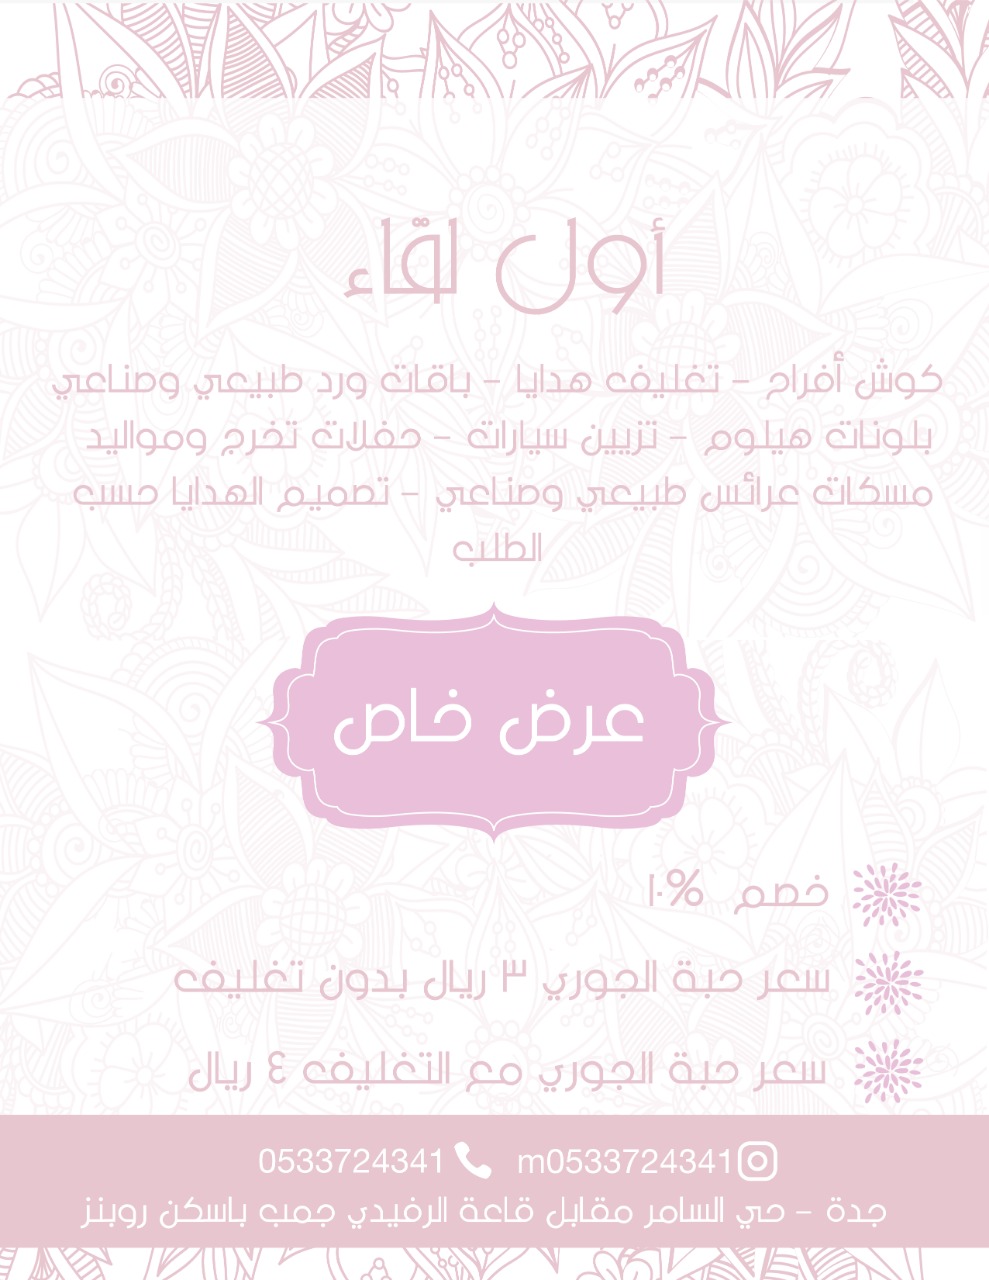 أول لقاء
كوش أفراح - تغليف هدايا - باقات ورد طبيعي وصناعي
بلونات هيلوم - تزيين سيارات - حفلات تخرج ومواليد
مسكات عرائس طبيعي وصناعي - تصميم الهدايا حسب
الطلب
عرض خاص
خصم %١٠
سعر حبة الجوري ٣ ريال بدون تغليف
سعر حبة الجوري مع التغليف ٤ ريال
m0533724341 0533724341
جدة - حي السامر مقابل قاعة الرفيدي جمب باسكن روبنز